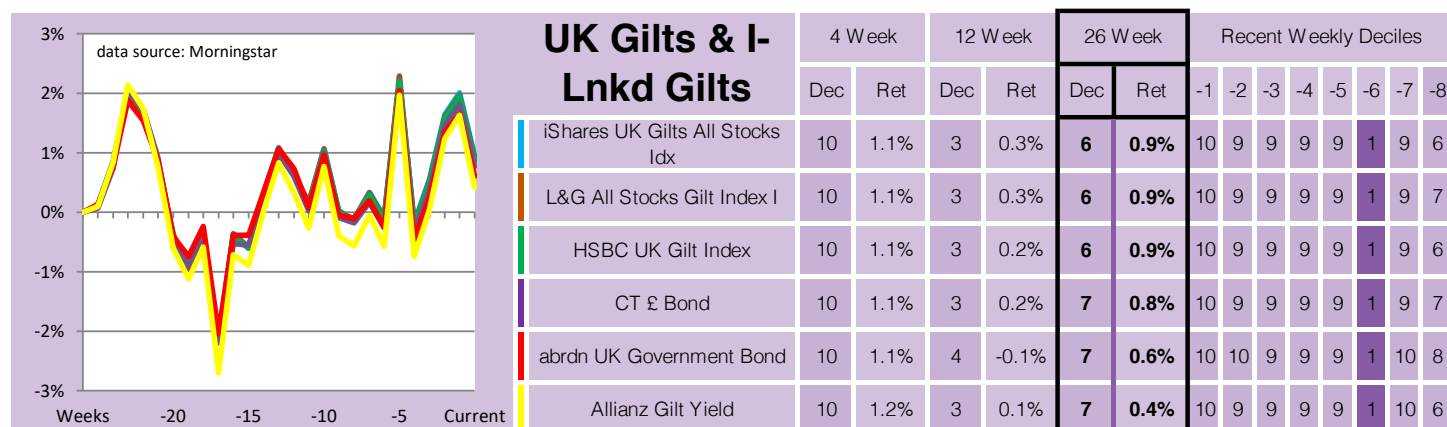 3%
2%
1%
0%
-1%
-2%
-3%
data source: Morningstar
Weeks -20 -15 -10 -5 Current
UK Gilts & I-
Lnkd Gilts
4 Week 12 Week 26 Week Recent Weekly Deciles
Dec Ret Dec Ret Dec Ret -1 -2 -3 -4 -5 -6 -7 -8
iShares UK Gilts All Stocks
Idx
10 1.1% 3 0.3% 6 0.9% 10 9 9 9 9 1 9 6
L&G All Stocks Gilt Index I 10 1.1% 3 0.3% 6 0.9% 10 9 9 9 9 1 9 7
HSBC UK Gilt Index 10 1.1% 3 0.2% 6 0.9% 10 9 9 9 9 1 9 6
CT £ Bond 10 1.1% 3 0.2% 7 0.8% 10 9 9 9 9 1 9 7
abrdn UK Government Bond 10 1.1% 4 -0.1% 7 0.6% 10 10 9 9 9 1 10 8
Allianz Gilt Yield 10 1.2% 3 0.1% 7 0.4% 10 9 9 9 9 1 10 6